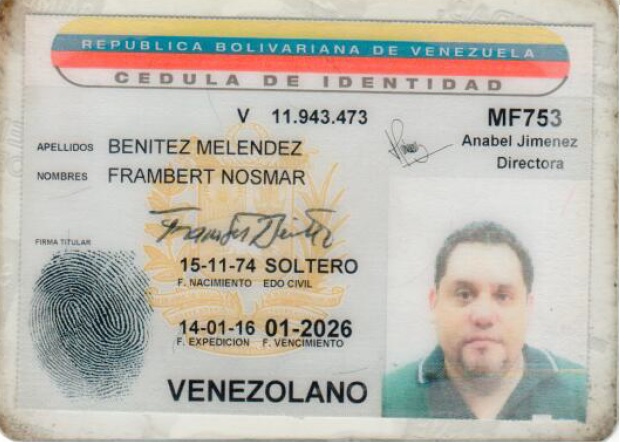 REPUBLICA BOLIVARIANA DE VENEZUELA
CEDULA DE IDENTIDAD
V 11.943.473
MF753
Anabel Jimenez
Directora
APELLIDOS BENITEZ MELENDEZ
NOMBRES FRAMBERT NOSMAR
FIRMA TITULAR
15-11-74 SOLTERO
F. NACIMIENTO EDO CIVIL
14-01-16 01-2026
F. EXPEDICION F. VENCIMIENTO
VENEZOLANO